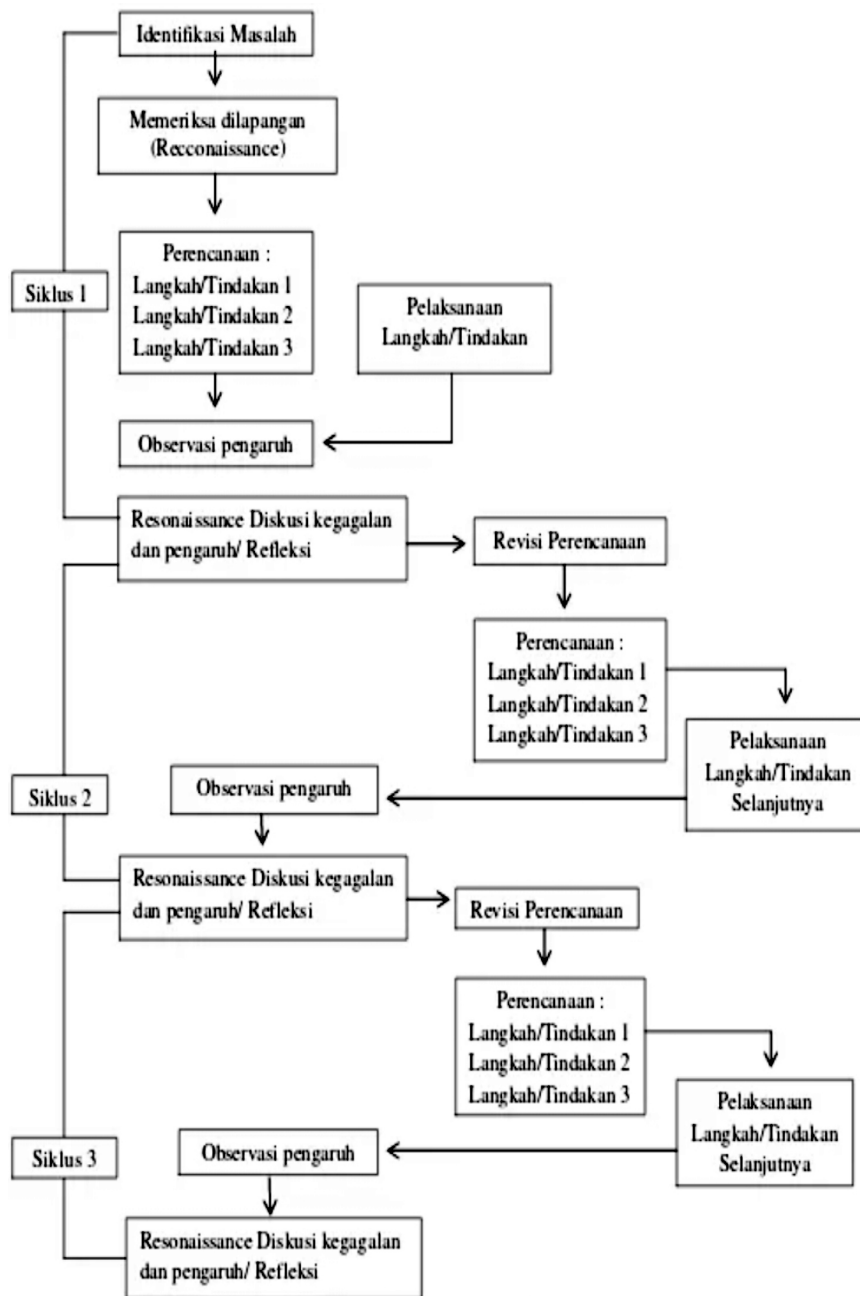 Identifikasi Masalah
Memeriksa dilapangan
(Recconaissance)
Perencanaan :
Langkah/Tindakan 1
Langkah/Tindakan 2
Langkah/Tindakan 3
Siklus 1
Pelaksanaan
Langkah/Tindakan
Observasi pengaruh
Resonaissance Diskusi kegagalan
dan pengaruh/ Refleksi
Revisi Perencanaan
Perencanaan :
Langkah/Tindakan 1
Langkah/Tindakan 2
Langkah/Tindakan 3
Pelaksanaan
Langkah/Tindakan
Selanjutnya
Siklus 2
Observasi pengaruh
Resonaissance Diskusi kegagalan
dan pengaruh/ Refleksi
Revisi Perencanaan
Perencanaan :
Langkah/Tindakan 1
Langkah/Tindakan 2
Langkah/Tindakan 3
Pelaksanaan
Langkah/Tindakan
Selanjutnya
Siklus 3
Observasi pengaruh
Resonaissance Diskusi kegagalan
dan pengaruh/ Refleksi